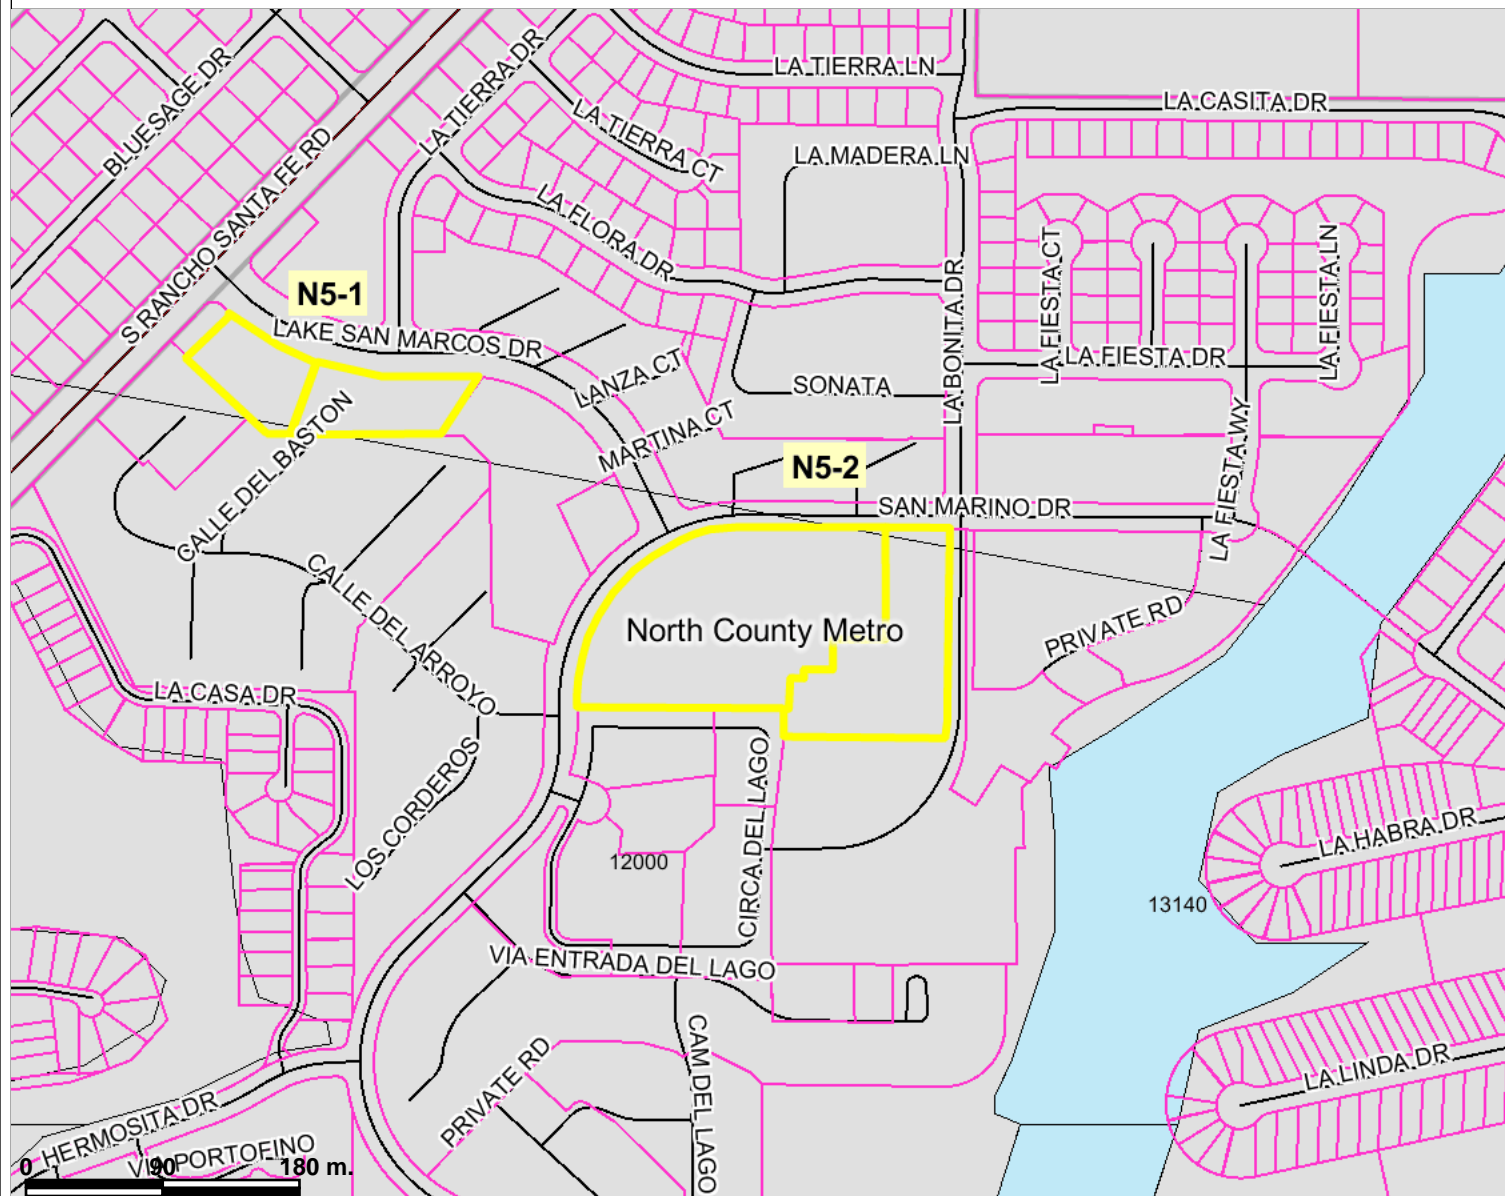 LA TIERRA LN
LA TIERRA DR
BLUESAGE DR
LA CASITA DR
LA TIERRA CT
LA MADERA LN
S RANCHO SANTA FE RD
LA FLORA DR
LA FIESTA CT
LA FIESTA LN
N5-1
LAKE SAN MARCOS DR
LA BONITA DR
LA FIESTA DR
LANZA CT
SONATA
CALLE DEL BASTON
MARTINA CT
N5-2
LA FIESTA WY
SAN MARINO DR
CALLE DEL ARROYO
North County Metro
PRIVATE RD
LA CASA DR
LOS CORDEROS
CIRCA DEL LAGO
LA HABRA DR
12000
13140
VIA ENTRADA DEL LAGO
CAM DEL LAGO
PRIVATE RD
LA LINDA DR
HERMOSITA DR
VIA PORTOFINO
0 90 180 m.